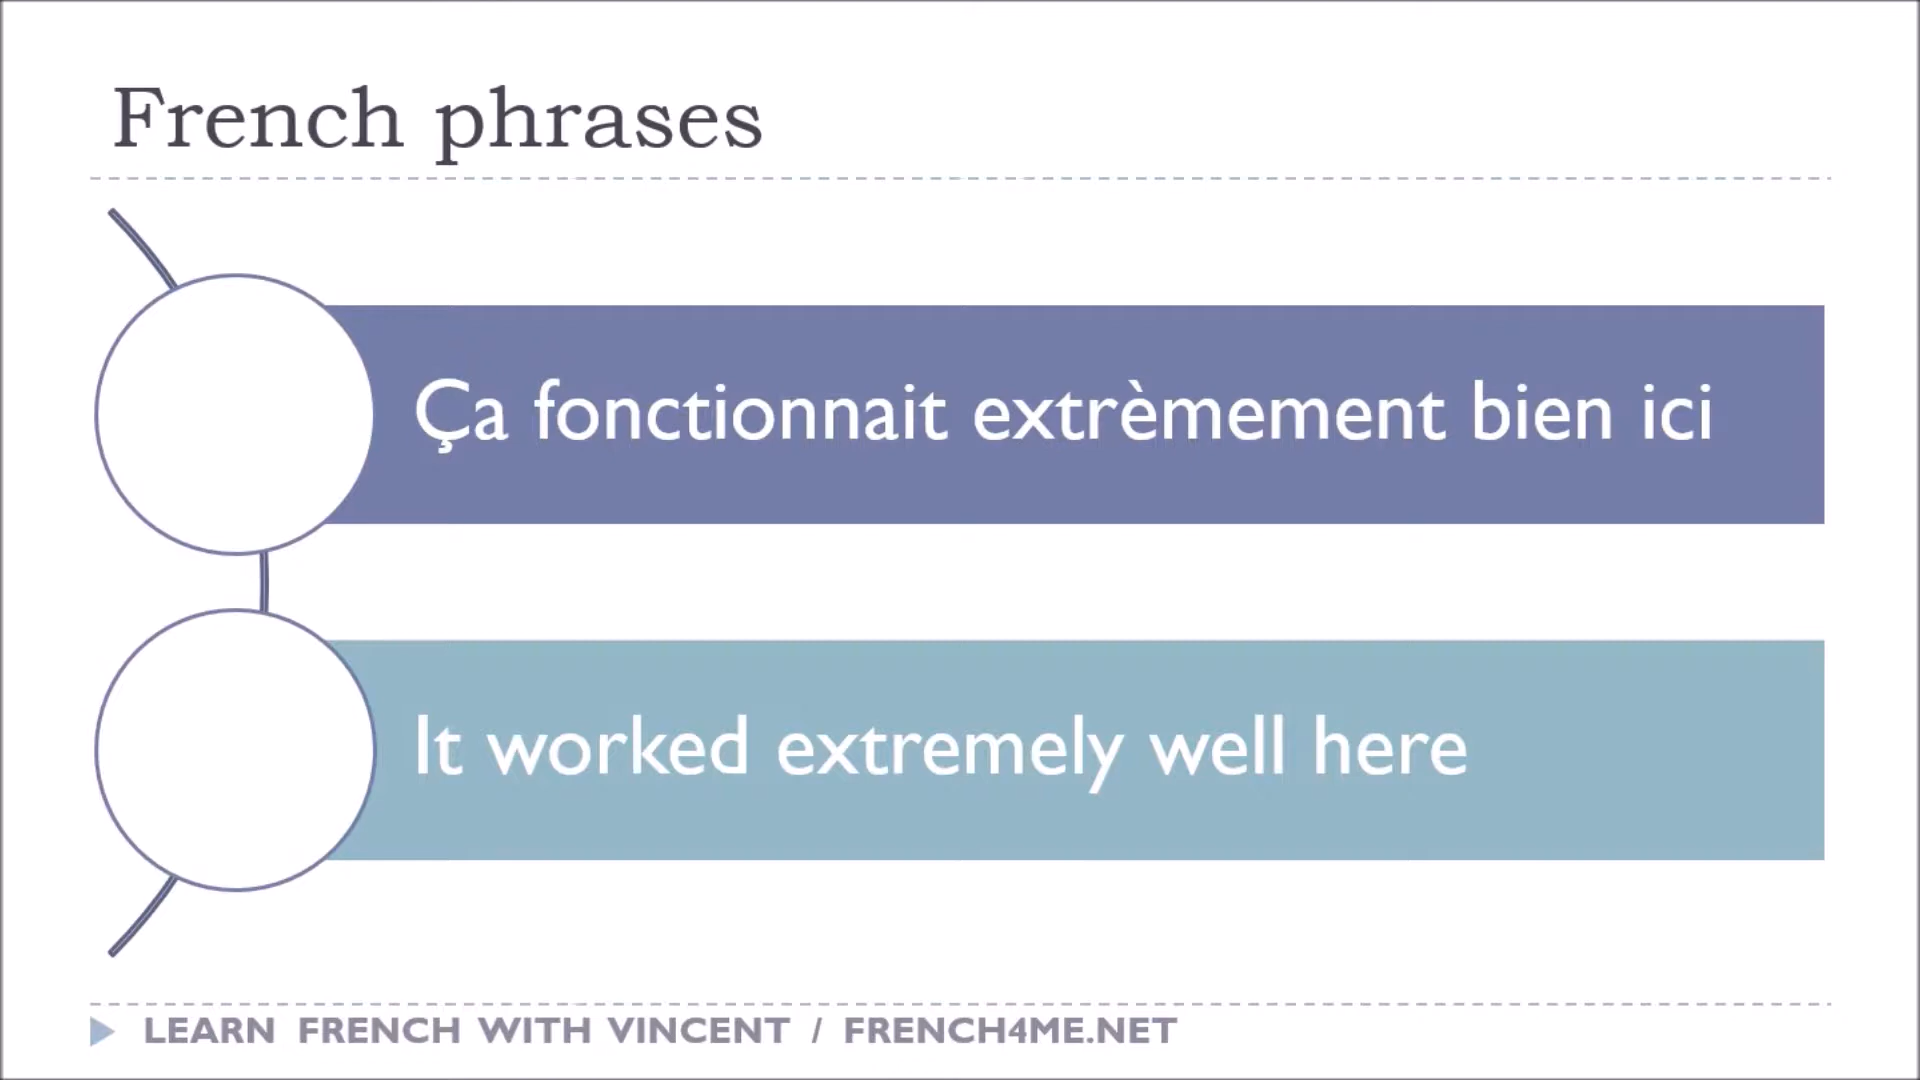 French phrases
Ça fonctionnait extrèmement bien ici
It worked extremely well here
LEARN FRENCH WITH VINCENT / FRENCH4ME.NET